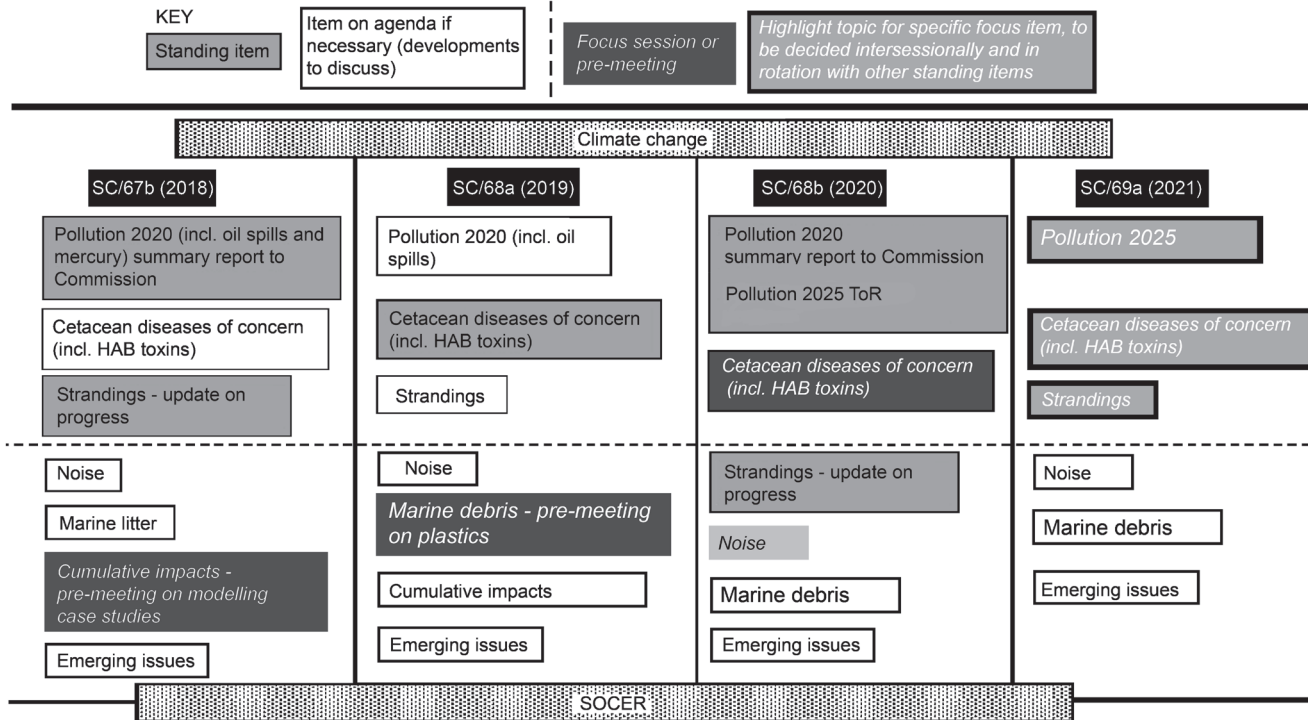 KEY
Standing item
Item on agenda if
necessary (developments
to discuss)
Focus session or
pre-meeting
Highlight topic for specific focus item, to
be decided intersessionally and in
rotation with other standing items
Climate change
SC/67b (2018)
Pollution 2020 (incl. oil spills and
mercury) summary report to
Commission
Cetacean diseases of concern
(incl. HAB toxins)
Strandings - update on
progress
Noise
Marine litter
Cumulative impacts -
pre-meeting on modelling
case studies
Emerging issues
SC/68a (2019)
Pollution 2020 (incl. oil
spills)
Cetacean diseases of concern
(incl. HAB toxins)
Strandings
Noise
Marine debris - pre-meeting
on plastics
Cumulative impacts
Emerging issues
SC/68b (2020)
Pollution 2020
summary report to Commission
Pollution 2025 ToR
Cetacean diseases of concern
(incl. HAB toxins)
Strandings - update on
progress
Noise
Marine debris
Emerging issues
SC/69a (2021)
Pollution 2025
Cetacean diseases of concern
(incl. HAB toxins)
Strandings
Noise
Marine debris
Emerging issues
SOCER